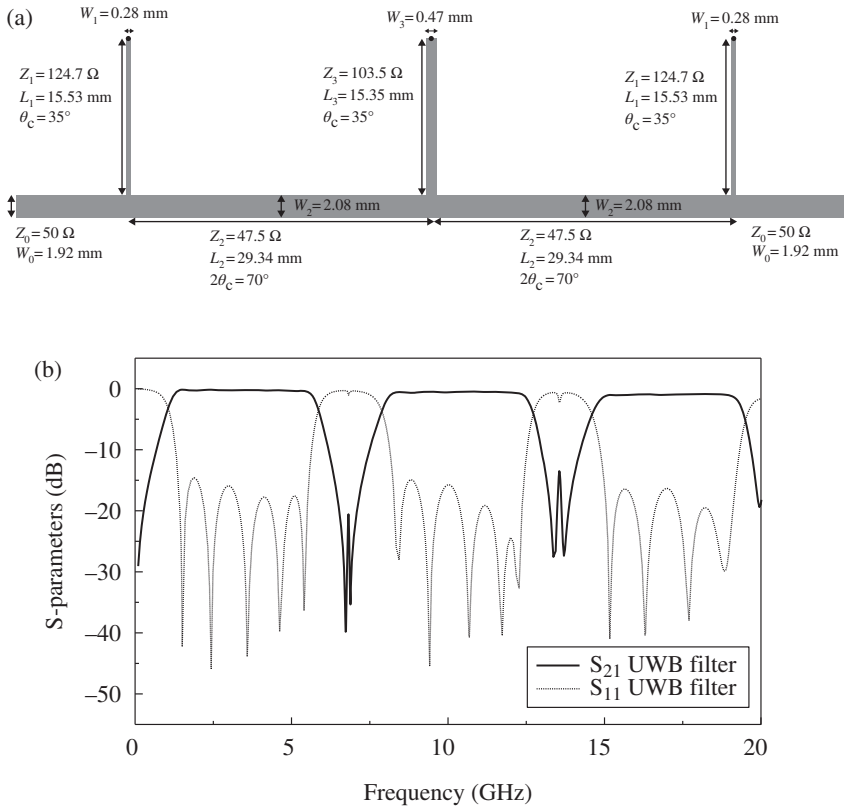 (a)
W₁=0.28 mm
W₃=0.47 mm
W₁=0.28 mm
Z₁=124.7 Ω
L₁=15.53 mm
θc=35°
Z₃=103.5 Ω
L₃=15.35 mm
θc=35°
Z₁=124.7 Ω
L₁=15.53 mm
θc=35°
W₂=2.08 mm
W₂=2.08 mm
Z₀=50 Ω
W₀=1.92 mm
Z₂=47.5 Ω
L₂=29.34 mm
2θc=70°
Z₂=47.5 Ω
L₂=29.34 mm
2θc=70°
Z₀=50 Ω
W₀=1.92 mm
(b)
S-parameters (dB)
0
–10
–20
–30
–40
–50
S₂₁ UWB filter
S₁₁ UWB filter
0 5 10 15 20
Frequency (GHz)